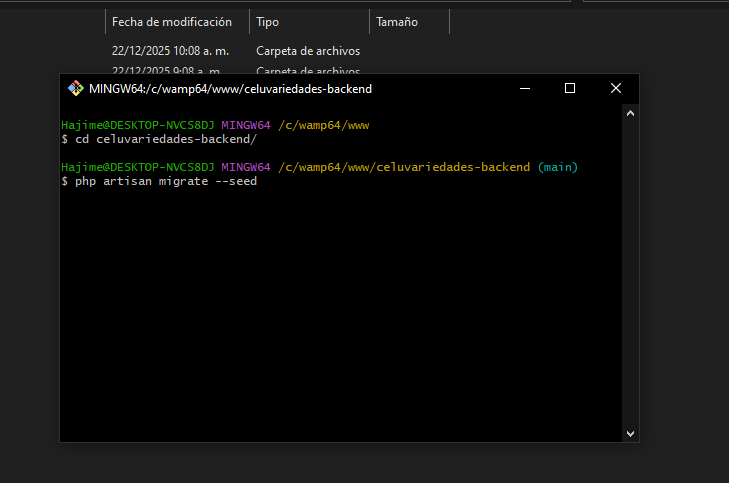 Fecha de modificación Tipo Tamaño
22/12/2025 10:08 a. m. Carpeta de archivos
22/12/2025 9:08 a. m. Carpeta de archivos
MINGW64:/c/wamp64/www/celuvariedades-backend
Hajime@DESKTOP-NVCS8DJ MINGW64 /c/wamp64/www
$ cd celuvariedades-backend/
Hajime@DESKTOP-NVCS8DJ MINGW64 /c/wamp64/www/celuvariedades-backend (main)
$ php artisan migrate --seed